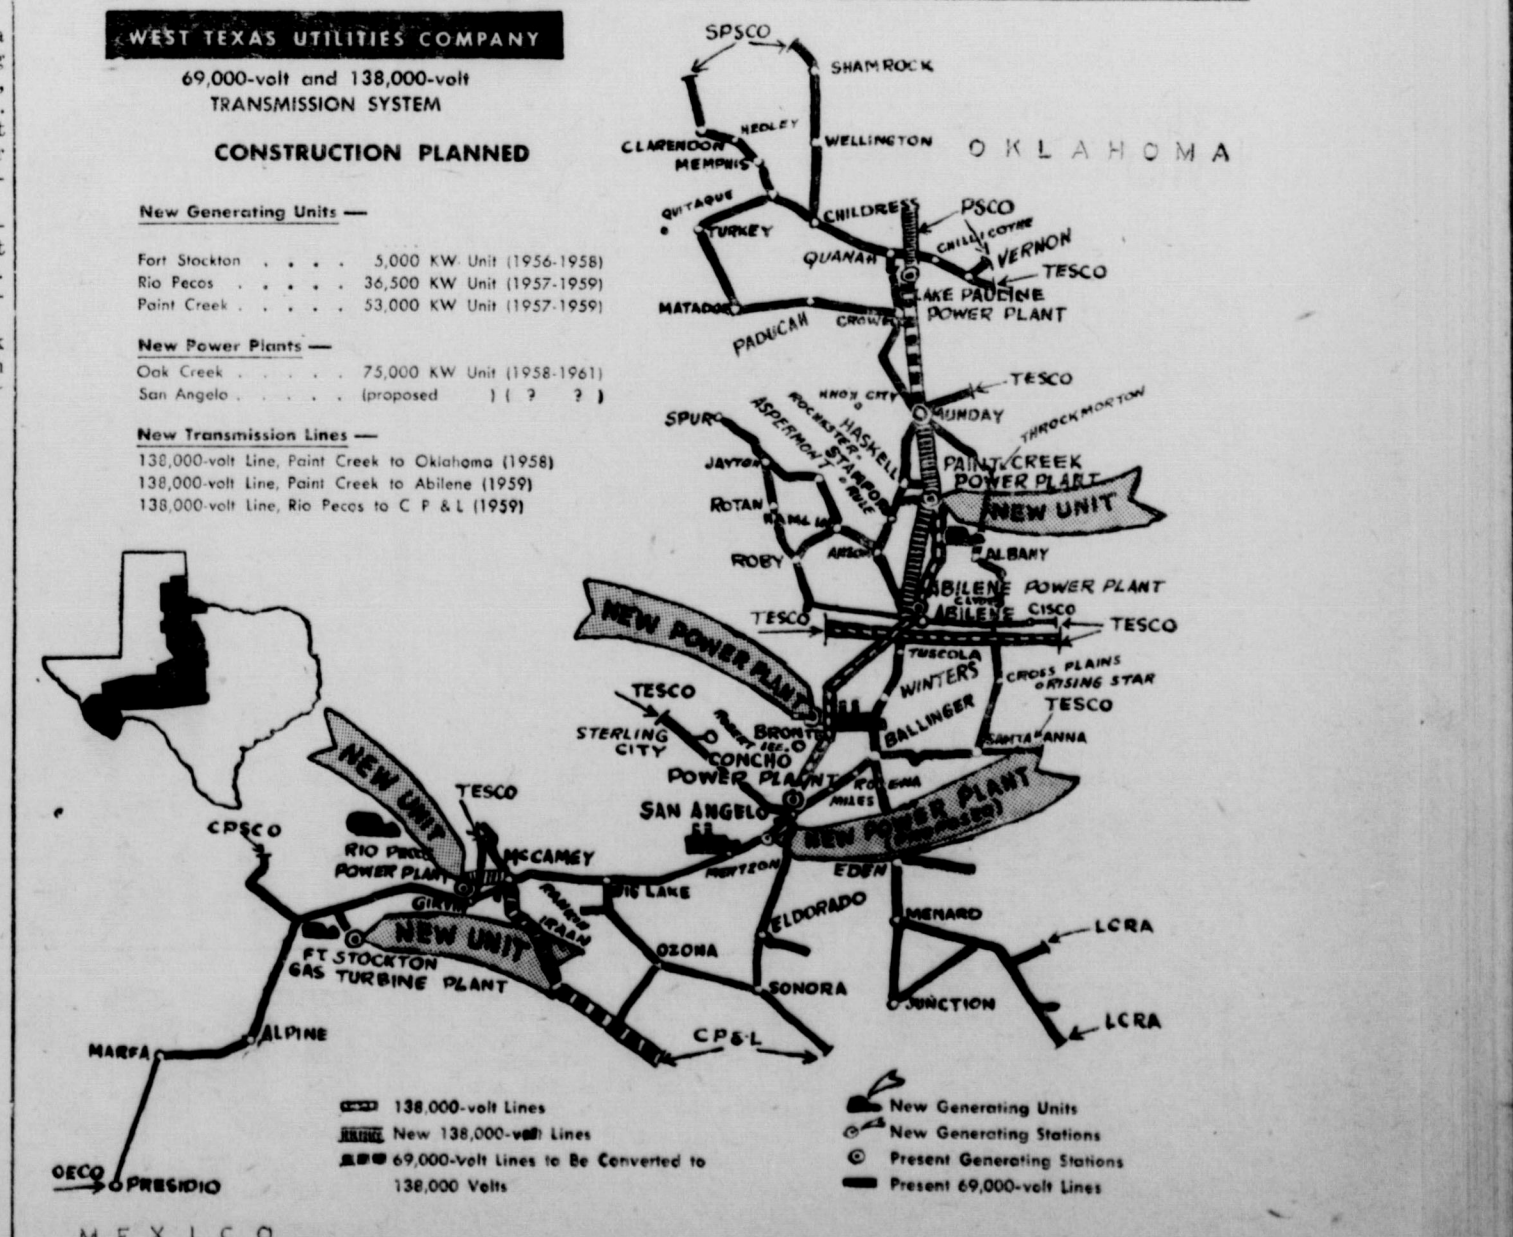 WEST TEXAS UTILITIES COMPANY
69,000-volt and 138,000-volt
TRANSMISSION SYSTEM
CONSTRUCTION PLANNED
New Generating Units —
Fort Stockton . . . . 5,000 KW Unit (1956-1958)
Rio Pecos . . . . . 36,500 KW Unit (1957-1959)
Paint Creek . . . . . 53,000 KW Unit (1957-1959)
New Power Plants —
Oak Creek . . . . . 75,000 KW Unit (1958-1961)
San Angelo . . . . . (proposed ) ( ? ? )
New Transmission Lines —
138,000-volt Line, Paint Creek to Oklahoma (1958)
138,000-volt Line, Paint Creek to Abilene (1959)
138,000-volt Line, Rio Pecos to C P & L (1959)
SPSCO
SHAMROCK
HEDLEY
CLARENDON
WELLINGTON
OKLAHOMA
MEMPHIS
QUITAQUE
CHILDRESS
PSCO
TURKEY
CHILLICOTHE
VERNON
QUANAH
TESCO
LAKE PAULINE
POWER PLANT
MATADOR
PADUCAH
CROWELL
TESCO
KNOX CITY
MUNDAY
THROCKMORTON
SPUR
ASPERMONT
ROCHESTER
HASKELL
STAMFORD
RULE
JAYTON
PAINT CREEK
POWER PLANT
NEW UNIT
ROTAN
HAMLIN
ROBY
ANSON
ALBANY
ABILENE POWER PLANT
CLYDE
ABILENE
CISCO
TESCO
TESCO
NEW POWER PLANT
TUSCOLA
WINTERS
CROSS PLAINS
RISING STAR
TESCO
TESCO
STERLING
CITY
ROBERT LEE
BRONTE
BALLINGER
SANTA ANNA
CONCHO
POWER PLANT
ROWENA
MILES
SAN ANGELO
NEW POWER PLANT
(PROPOSED)
NEW UNIT
TESCO
CPSCO
RIO PECOS
POWER PLANT
McCAMEY
MERTZON
EDEN
GIRVIN
RANKIN
IRAAN
BIG LAKE
ELDORADO
MENARD
LCRA
NEW UNIT
FT STOCKTON
GAS TURBINE PLANT
OZONA
SONORA
JUNCTION
LCRA
CP&L
ALPINE
MARFA
OECO
PRESIDIO
MEXICO
138,000-volt Lines
New 138,000-volt Lines
69,000-Volt Lines to Be Converted to
138,000 Volts
New Generating Units
New Generating Stations
Present Generating Stations
Present 69,000-volt Lines